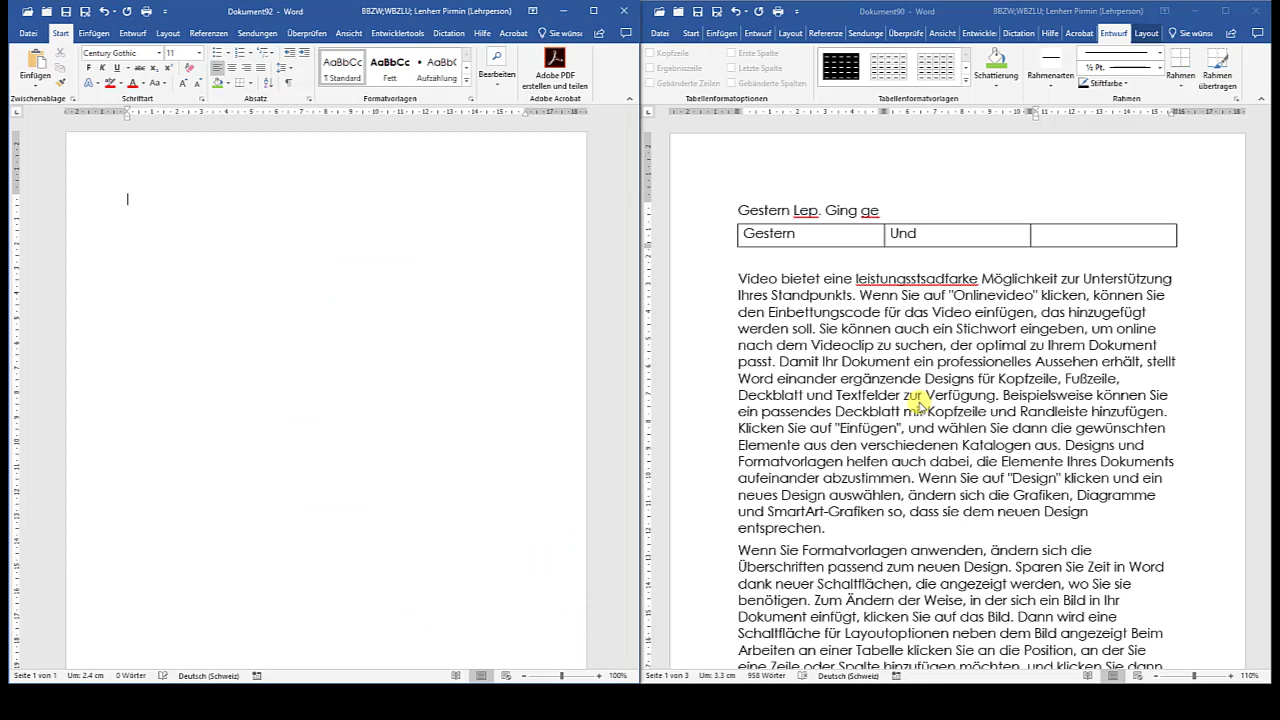 Dokument92 - Word
BBZW;WBZLU; Lenherr Pirmin (Lehrperson)
Datei Start Einfügen Entwurf Layout Referenzen Sendungen Überprüfen Ansicht Entwicklertools Dictation Hilfe Acrobat Sie wüns
Einfügen
Century Gothic 11
F K U
AaBbCc AaBbCc AaBb(
¶ Standard Fett Aufzählung
Bearbeiten
Adobe PDF
erstellen und teilen
Zwischenablage Schriftart Absatz Formatvorlagen Adobe Acrobat
Seite 1 von 1 Um: 2.4 cm 0 Wörter Deutsch (Schweiz) 100%
Dokument90 - Word
BBZW;WBZLU; Lenherr Pirmin (Lehrperson)
Datei Start Einfügen Entwurf Layout Referenze Sendunge Überprüfe Ansicht Entwickle Dictation Hilfe Acrobat Entwurf Layout Sie wüns
Kopfzeile Erste Spalte
Ergebniszeile Letzte Spalte
Gebänderte Zeilen Gebänderte Spalten
Schattierung
Rahmenarten
½ Pt.
Stiftfarbe
Rahmen
Rahmen
übertragen
Tabellenformatoptionen Tabellenformatvorlagen Rahmen
Gestern Lep. Ging ge
Gestern Und
Video bietet eine leistungsstsadfarke Möglichkeit zur Unterstützung
Ihres Standpunkts. Wenn Sie auf "Onlinevideo" klicken, können Sie
den Einbettungscode für das Video einfügen, das hinzugefügt
werden soll. Sie können auch ein Stichwort eingeben, um online
nach dem Videoclip zu suchen, der optimal zu Ihrem Dokument
passt. Damit Ihr Dokument ein professionelles Aussehen erhält, stellt
Word einander ergänzende Designs für Kopfzeile, Fußzeile,
Deckblatt und Textfelder zur Verfügung. Beispielsweise können Sie
ein passendes Deckblatt mit Kopfzeile und Randleiste hinzufügen.
Klicken Sie auf "Einfügen", und wählen Sie dann die gewünschten
Elemente aus den verschiedenen Katalogen aus. Designs und
Formatvorlagen helfen auch dabei, die Elemente Ihres Dokuments
aufeinander abzustimmen. Wenn Sie auf "Design" klicken und ein
neues Design auswählen, ändern sich die Grafiken, Diagramme
und SmartArt-Grafiken so, dass sie dem neuen Design
entsprechen.
Wenn Sie Formatvorlagen anwenden, ändern sich die
Überschriften passend zum neuen Design. Sparen Sie Zeit in Word
dank neuer Schaltflächen, die angezeigt werden, wo Sie sie
benötigen. Zum Ändern der Weise, in der sich ein Bild in Ihr
Dokument einfügt, klicken Sie auf das Bild. Dann wird eine
Schaltfläche für Layoutoptionen neben dem Bild angezeigt Beim
Arbeiten an einer Tabelle klicken Sie an die Position, an der Sie
eine Zeile oder Spalte hinzufügen möchten, und klicken Sie dann
Seite 1 von 3 Um: 3.3 cm 958 Wörter Deutsch (Schweiz) 110%